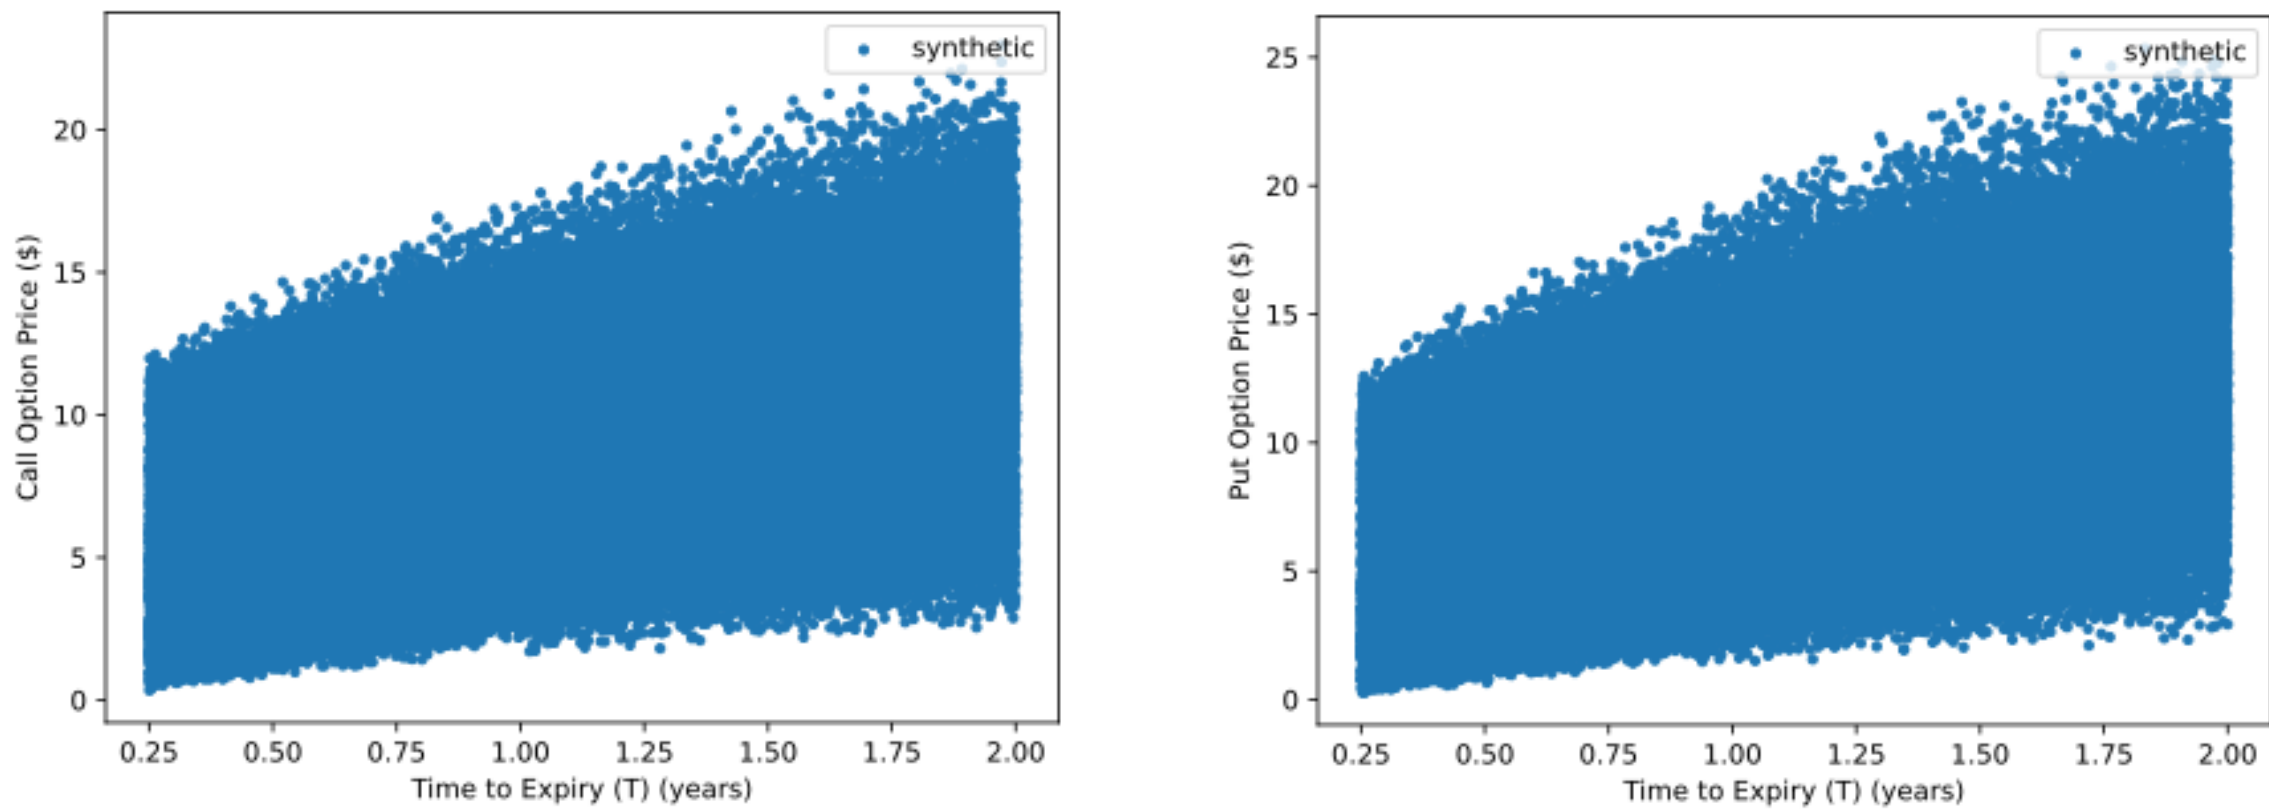 synthetic
20
15
10
5
0
Call Option Price ($)
0.25 0.50 0.75 1.00 1.25 1.50 1.75 2.00
Time to Expiry (T) (years)
synthetic
25
20
15
10
5
0
Put Option Price ($)
0.25 0.50 0.75 1.00 1.25 1.50 1.75 2.00
Time to Expiry (T) (years)